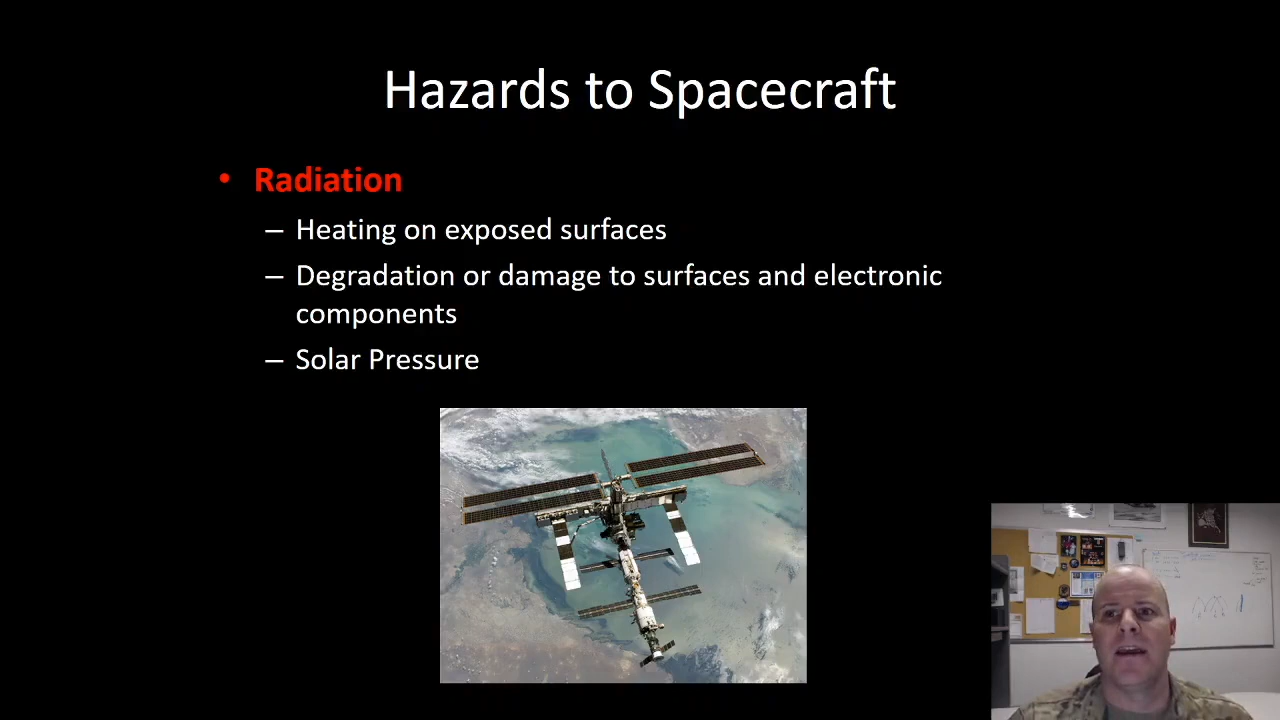 Hazards to Spacecraft
• Radiation
– Heating on exposed surfaces
– Degradation or damage to surfaces and electronic
components
– Solar Pressure